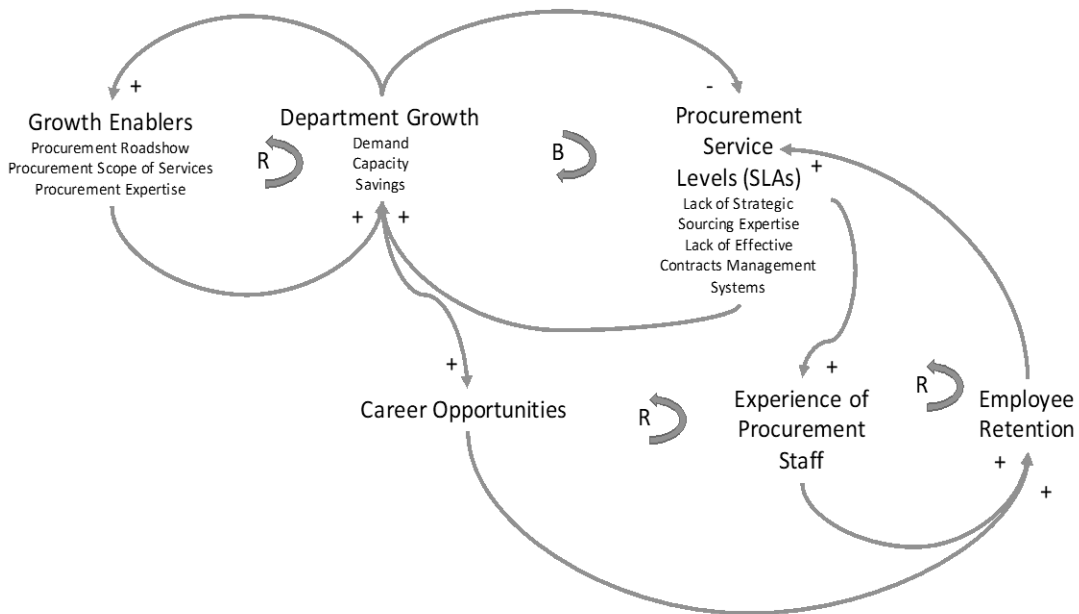 +
-
Growth Enablers
Procurement Roadshow
Procurement Scope of Services
Procurement Expertise
R
Department Growth
Demand
Capacity
Savings
+ +
B
Procurement
Service
Levels (SLAs)
Lack of Strategic
Sourcing Expertise
Lack of Effective
Contracts Management
Systems
+
+
Career Opportunities
R
+
Experience of
Procurement
Staff
R
Employee
Retention
+
+